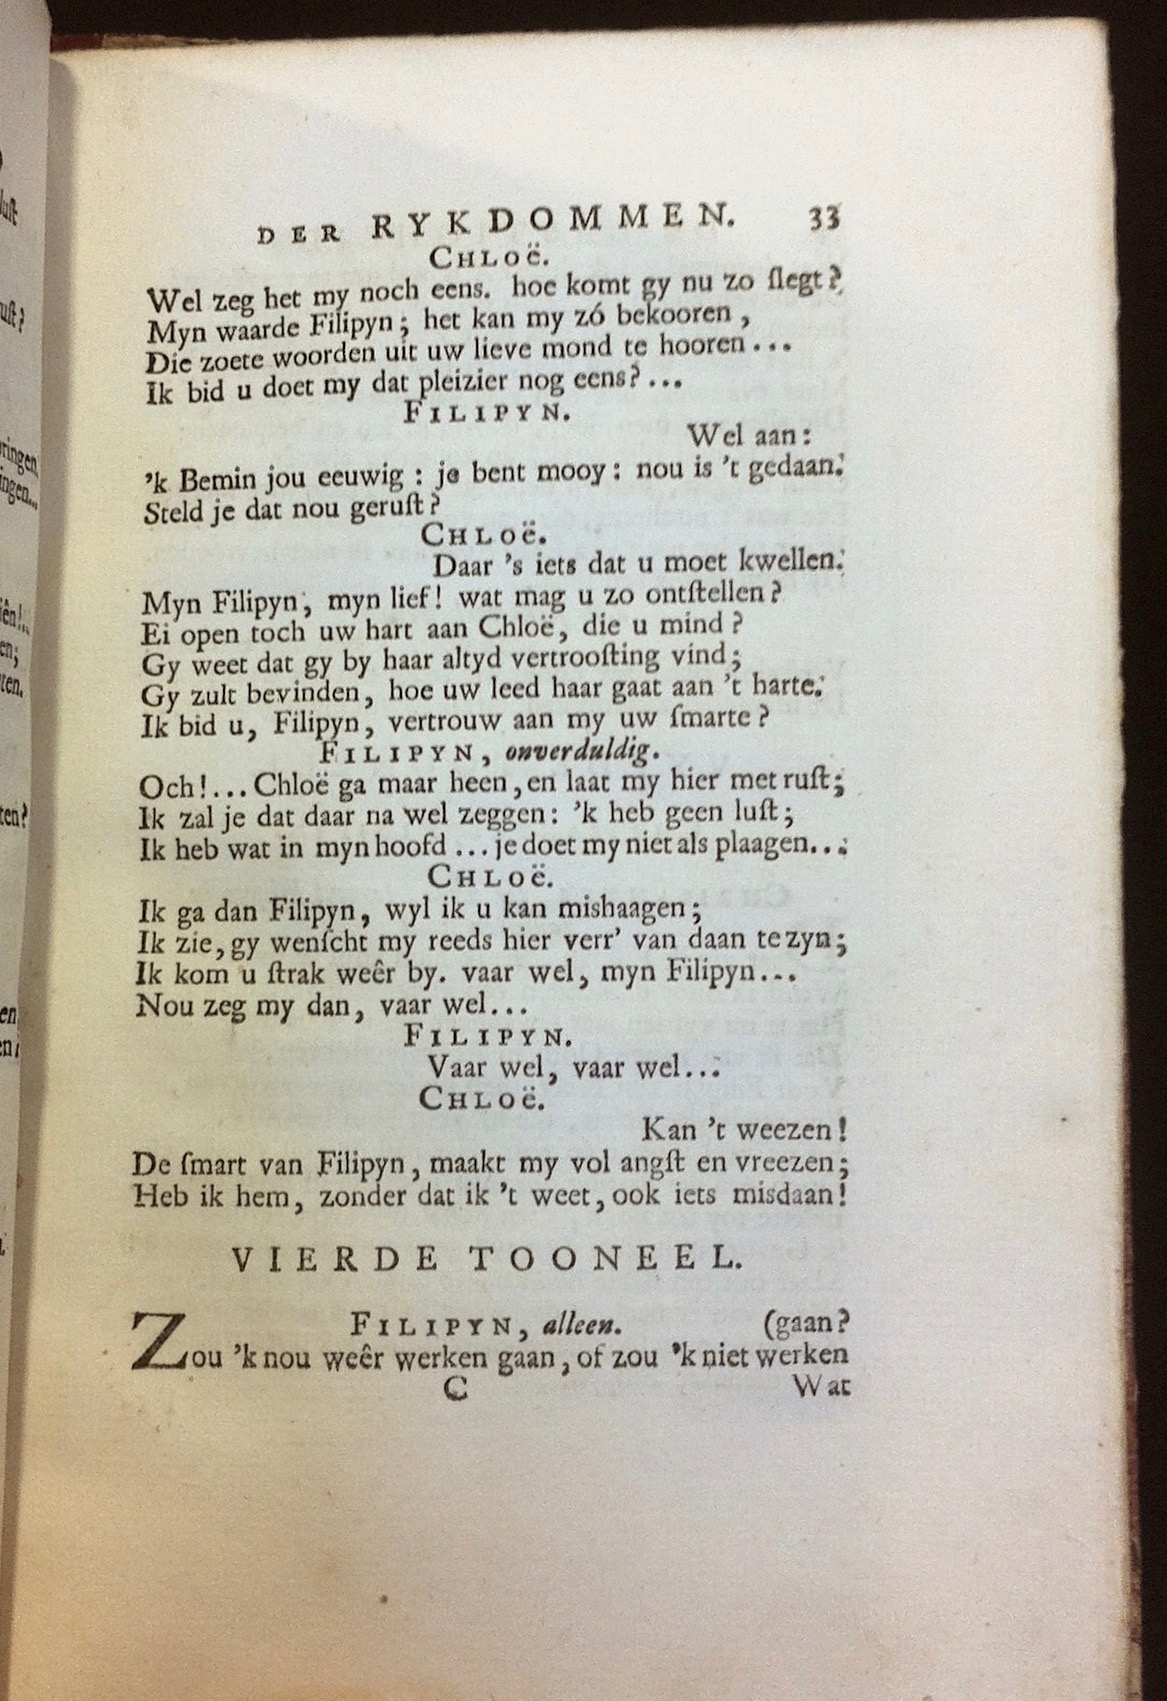 DER RYKDOMMEN. 33
CHLOË.
Wel zeg het my noch eens. hoe komt gy nu zo ſlegt?
Myn waarde Filipyn; het kan my zó bekooren,
Die zoete woorden uit uw lieve mond te hooren...
Ik bid u doet my dat pleizier nog eens?...
FILIPYN.
Wel aan:
'k Bemin jou eeuwig: je bent mooy: nou is 't gedaan.
Steld je dat nou geruſt?
CHLOË.
Daar 's iets dat u moet kwellen.
Myn Filipyn, myn lief! wat mag u zo ontſtellen?
Ei open toch uw hart aan Chloë, die u mind?
Gy weet dat gy by haar altyd vertrooſting vind;
Gy zult bevinden, hoe uw leed haar gaat aan 't harte.
Ik bid u, Filipyn, vertrouw aan my uw ſmarte?
FILIPYN, onverduldig.
Och!... Chloë ga maar heen, en laat my hier met ruſt;
Ik zal je dat daar na wel zeggen: 'k heb geen luſt;
Ik heb wat in myn hoofd... je doet my niet als plaagen...
CHLOË.
Ik ga dan Filipyn, wyl ik u kan mishaagen;
Ik zie, gy wenſcht my reeds hier verr' van daan te zyn;
Ik kom u ſtrak weêr by. vaar wel, myn Filipyn...
Nou zeg my dan, vaar wel...
FILIPYN.
Vaar wel, vaar wel...
CHLOË.
Kan 't weezen!
De ſmart van Filipyn, maakt my vol angſt en vreezen;
Heb ik hem, zonder dat ik 't weet, ook iets misdaan!
VIERDE TOONEEL.
FILIPYN, alleen. (gaan?
Zou 'k nou weêr werken gaan, of zou 'k niet werken
C Wat